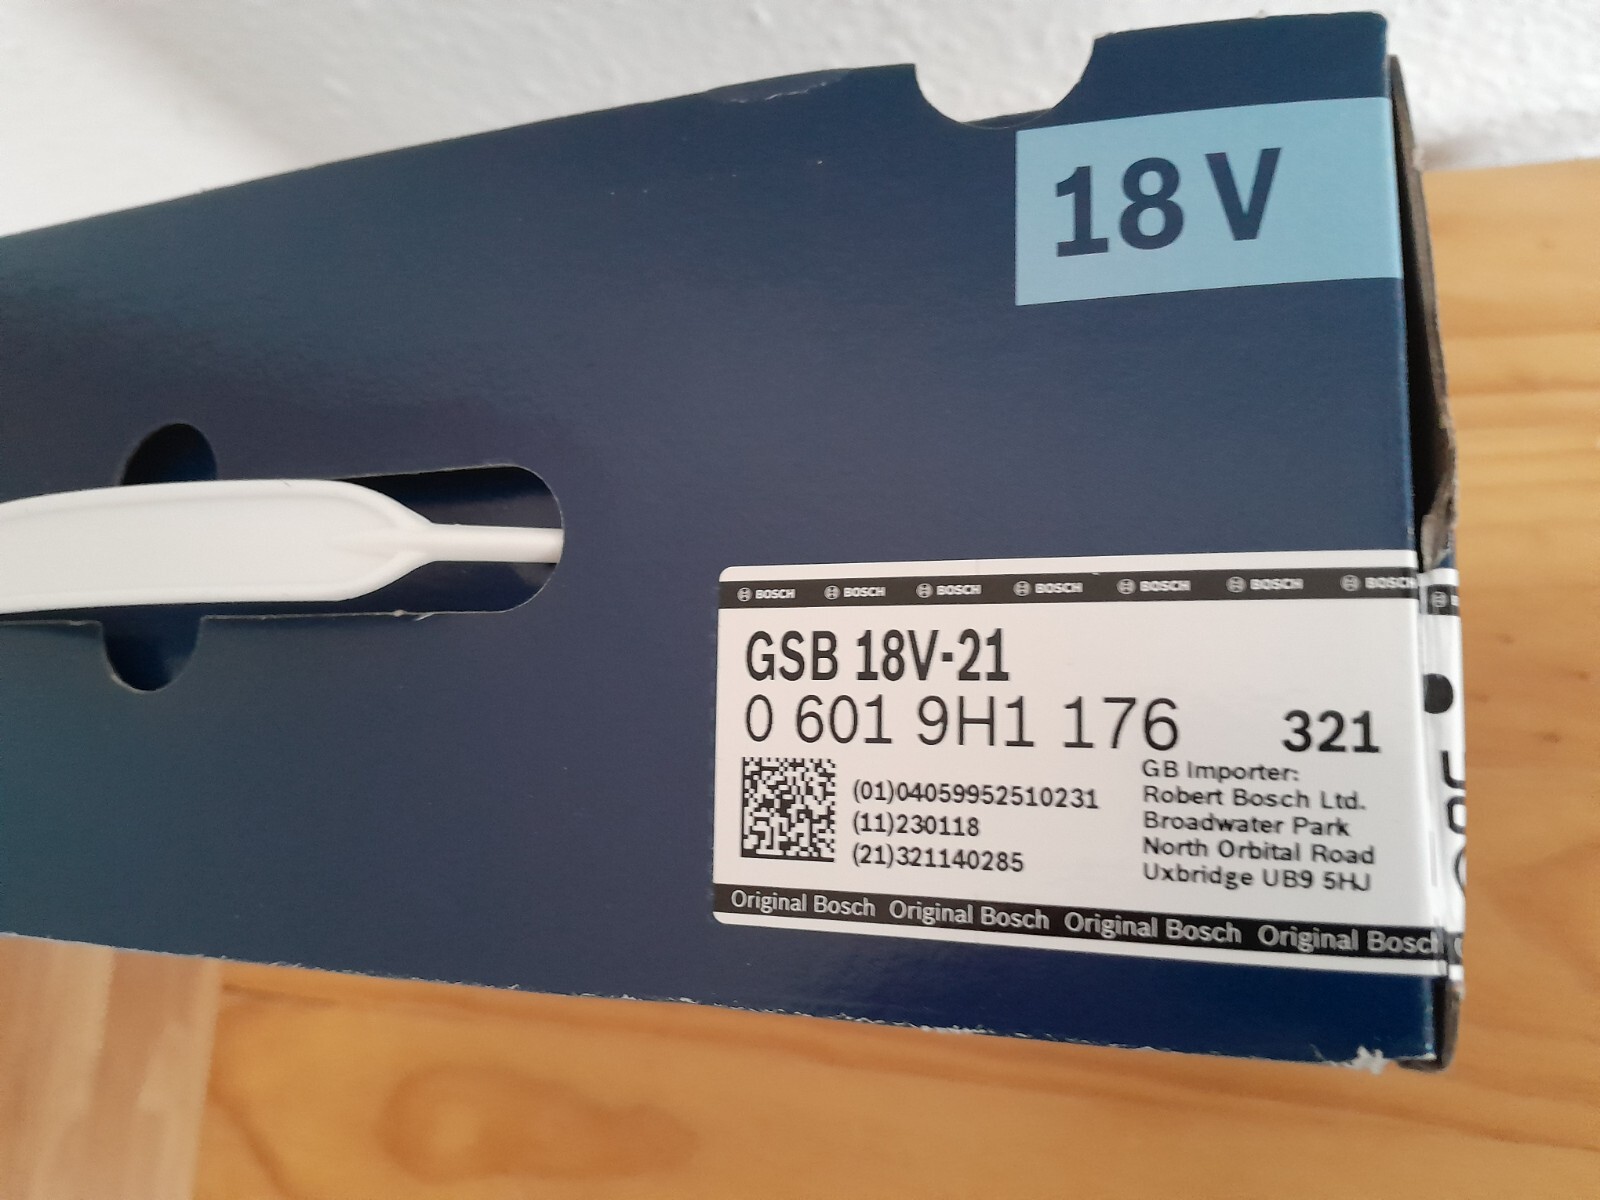 18 V
BOSCH BOSCH BOSCH BOSCH BOSCH BOSCH BOSCH
GSB 18V-21
0 601 9H1 176 321
(01)04059952510231
(11)230118
(21)321140285
GB Importer:
Robert Bosch Ltd.
Broadwater Park
North Orbital Road
Uxbridge UB9 5HJ
Original Bosch Original Bosch Original Bosch Original Bosch